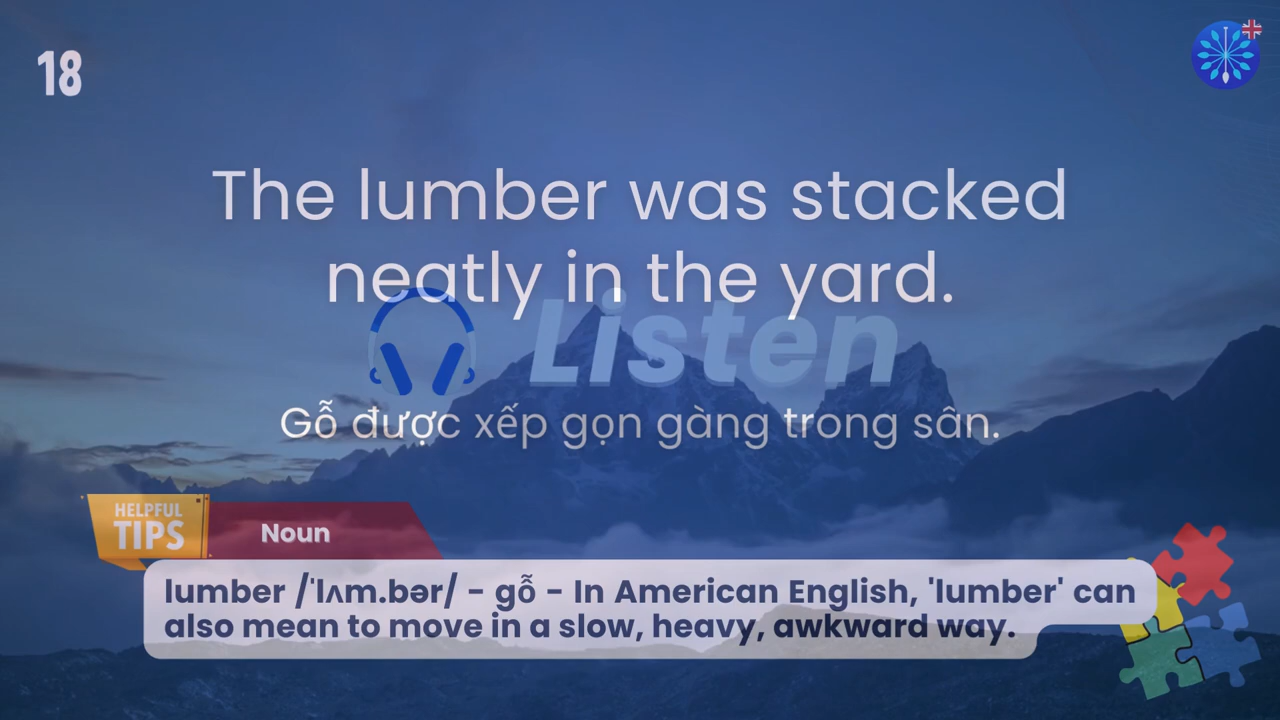 18
The lumber was stacked
neatly in the yard.
Listen
Gỗ được xếp gọn gàng trong sân.
HELPFUL
TIPS
Noun
lumber /ˈlʌm.bər/ - gỗ - In American English, 'lumber' can
also mean to move in a slow, heavy, awkward way.